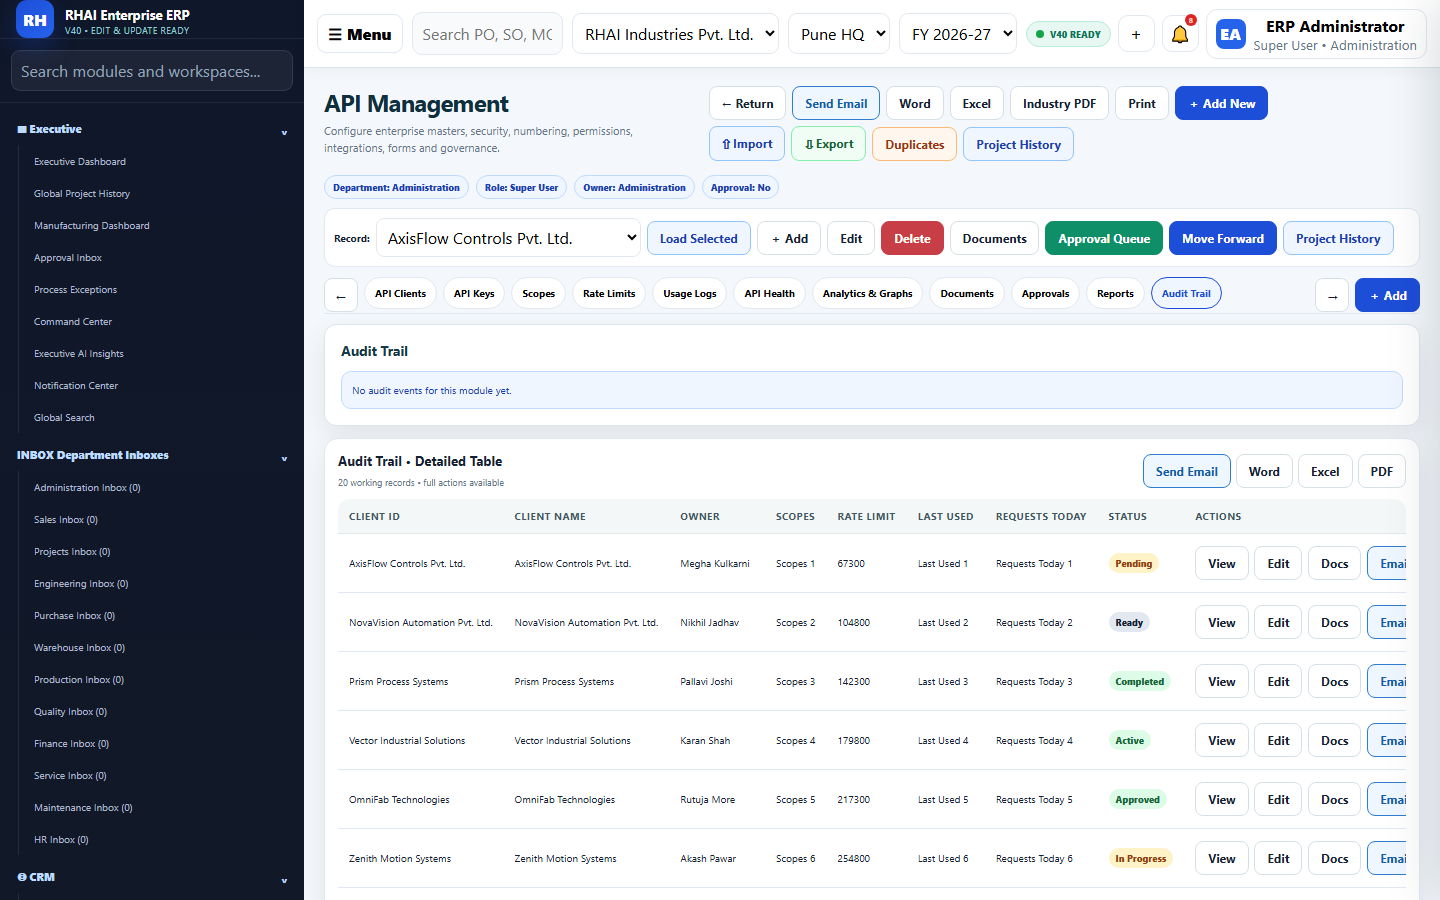 RH
RHAI Enterprise ERP
V40 • EDIT & UPDATE READY
Search modules and workspaces...
Executive
Executive Dashboard
Global Project History
Manufacturing Dashboard
Approval Inbox
Process Exceptions
Command Center
Executive AI Insights
Notification Center
Global Search
INBOX Department Inboxes
Administration Inbox (0)
Sales Inbox (0)
Projects Inbox (0)
Engineering Inbox (0)
Purchase Inbox (0)
Warehouse Inbox (0)
Production Inbox (0)
Quality Inbox (0)
Finance Inbox (0)
Service Inbox (0)
Maintenance Inbox (0)
HR Inbox (0)
CRM
☰ Menu
Search PO, SO, MO
RHAI Industries Pvt. Ltd.
Pune HQ
FY 2026-27
V40 READY
+
8
EA
ERP Administrator
Super User • Administration
API Management
Configure enterprise masters, security, numbering, permissions,
integrations, forms and governance.
← Return
Send Email
Word
Excel
Industry PDF
Print
+ Add New
⇧ Import
⇩ Export
Duplicates
Project History
Department: Administration
Role: Super User
Owner: Administration
Approval: No
Record:
AxisFlow Controls Pvt. Ltd.
Load Selected
+ Add
Edit
Delete
Documents
Approval Queue
Move Forward
Project History
←
API Clients
API Keys
Scopes
Rate Limits
Usage Logs
API Health
Analytics & Graphs
Documents
Approvals
Reports
Audit Trail
→
+ Add
Audit Trail
No audit events for this module yet.
Audit Trail • Detailed Table
20 working records • full actions available
Send Email
Word
Excel
PDF
CLIENT ID CLIENT NAME OWNER SCOPES RATE LIMIT LAST USED REQUESTS TODAY STATUS ACTIONS
AxisFlow Controls Pvt. Ltd. AxisFlow Controls Pvt. Ltd. Megha Kulkarni Scopes 1 67300 Last Used 1 Requests Today 1 Pending View Edit Docs Emai
NovaVision Automation Pvt. Ltd. NovaVision Automation Pvt. Ltd. Nikhil Jadhav Scopes 2 104800 Last Used 2 Requests Today 2 Ready View Edit Docs Emai
Prism Process Systems Prism Process Systems Pallavi Joshi Scopes 3 142300 Last Used 3 Requests Today 3 Completed View Edit Docs Emai
Vector Industrial Solutions Vector Industrial Solutions Karan Shah Scopes 4 179800 Last Used 4 Requests Today 4 Active View Edit Docs Emai
OmniFab Technologies OmniFab Technologies Rutuja More Scopes 5 217300 Last Used 5 Requests Today 5 Approved View Edit Docs Emai
Zenith Motion Systems Zenith Motion Systems Akash Pawar Scopes 6 254800 Last Used 6 Requests Today 6 In Progress View Edit Docs Emai